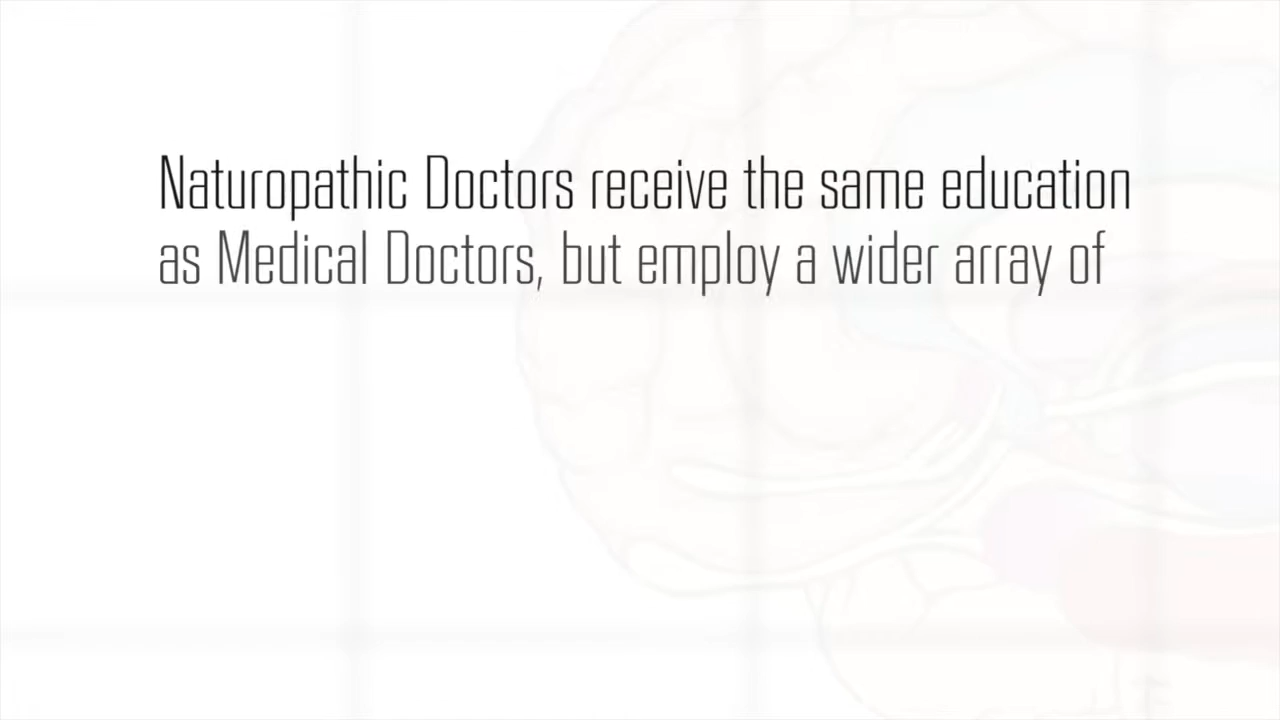 Naturopathic Doctors receive the same education
as Medical Doctors, but employ a wider array of